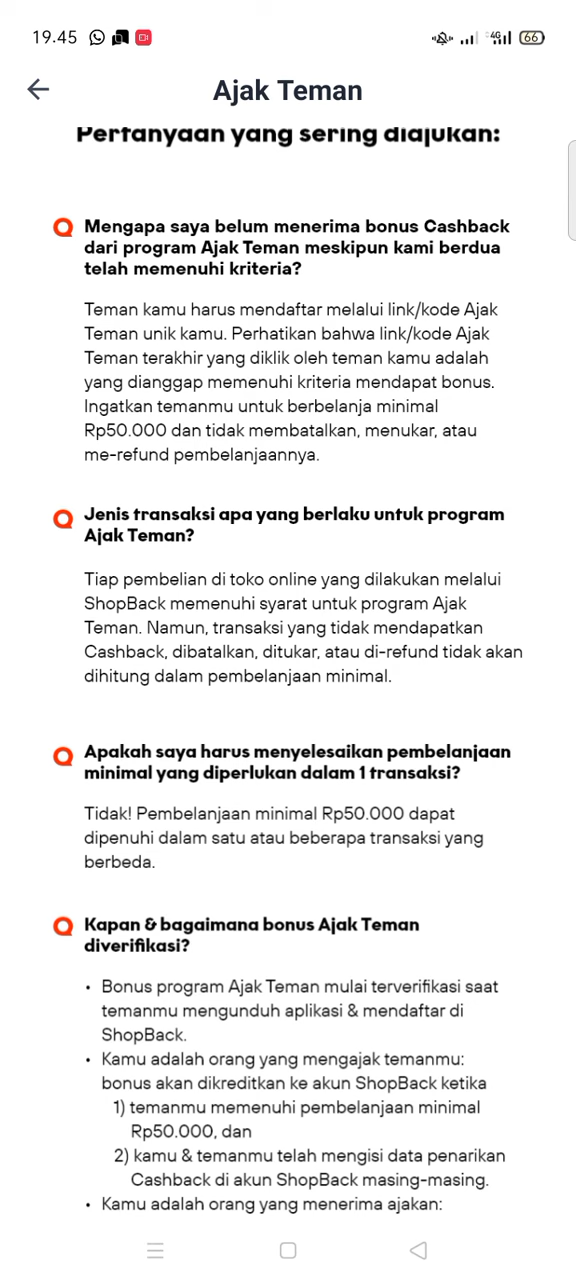 19.45
4G
66
Ajak Teman
Pertanyaan yang sering diajukan:
Mengapa saya belum menerima bonus Cashback
dari program Ajak Teman meskipun kami berdua
telah memenuhi kriteria?
Teman kamu harus mendaftar melalui link/kode Ajak
Teman unik kamu. Perhatikan bahwa link/kode Ajak
Teman terakhir yang diklik oleh teman kamu adalah
yang dianggap memenuhi kriteria mendapat bonus.
Ingatkan temanmu untuk berbelanja minimal
Rp50.000 dan tidak membatalkan, menukar, atau
me-refund pembelanjaannya.
Jenis transaksi apa yang berlaku untuk program
Ajak Teman?
Tiap pembelian di toko online yang dilakukan melalui
ShopBack memenuhi syarat untuk program Ajak
Teman. Namun, transaksi yang tidak mendapatkan
Cashback, dibatalkan, ditukar, atau di-refund tidak akan
dihitung dalam pembelanjaan minimal.
Apakah saya harus menyelesaikan pembelanjaan
minimal yang diperlukan dalam 1 transaksi?
Tidak! Pembelanjaan minimal Rp50.000 dapat
dipenuhi dalam satu atau beberapa transaksi yang
berbeda.
Kapan & bagaimana bonus Ajak Teman
diverifikasi?
• Bonus program Ajak Teman mulai terverifikasi saat
temanmu mengunduh aplikasi & mendaftar di
ShopBack.
• Kamu adalah orang yang mengajak temanmu:
bonus akan dikreditkan ke akun ShopBack ketika
1) temanmu memenuhi pembelanjaan minimal
Rp50.000, dan
2) kamu & temanmu telah mengisi data penarikan
Cashback di akun ShopBack masing-masing.
• Kamu adalah orang yang menerima ajakan: